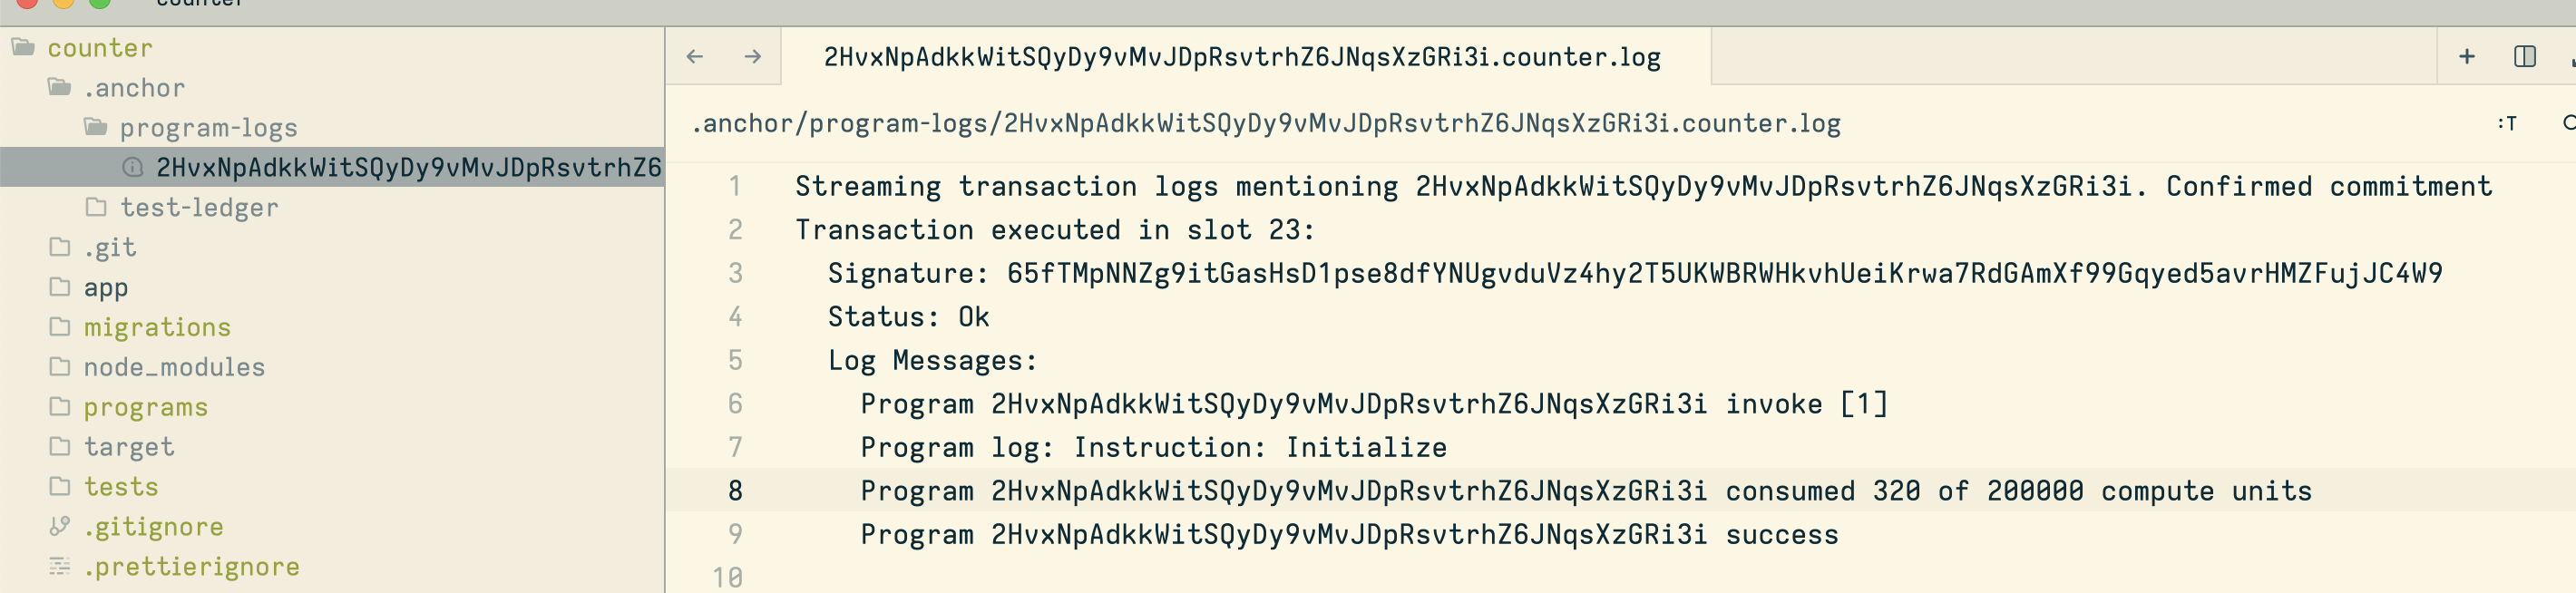 counter
counter
.anchor
program-logs
2HvxNpAdkkWitSQyDy9vMvJDpRsvtrhZ6
test-ledger
.git
app
migrations
node_modules
programs
target
tests
.gitignore
.prettierignore
2HvxNpAdkkWitSQyDy9vMvJDpRsvtrhZ6JNqsXzGRi3i.counter.log
.anchor/program-logs/2HvxNpAdkkWitSQyDy9vMvJDpRsvtrhZ6JNqsXzGRi3i.counter.log
1 Streaming transaction logs mentioning 2HvxNpAdkkWitSQyDy9vMvJDpRsvtrhZ6JNqsXzGRi3i. Confirmed commitment
2 Transaction executed in slot 23:
3 Signature: 65fTMpNNZg9itGasHsD1pse8dfYNUgvduVz4hy2T5UKWBRWHkvhUeiKrwa7RdGAmXf99Gqyed5avrHMZFujJC4W9
4 Status: Ok
5 Log Messages:
6 Program 2HvxNpAdkkWitSQyDy9vMvJDpRsvtrhZ6JNqsXzGRi3i invoke [1]
7 Program log: Instruction: Initialize
8 Program 2HvxNpAdkkWitSQyDy9vMvJDpRsvtrhZ6JNqsXzGRi3i consumed 320 of 200000 compute units
9 Program 2HvxNpAdkkWitSQyDy9vMvJDpRsvtrhZ6JNqsXzGRi3i success
10